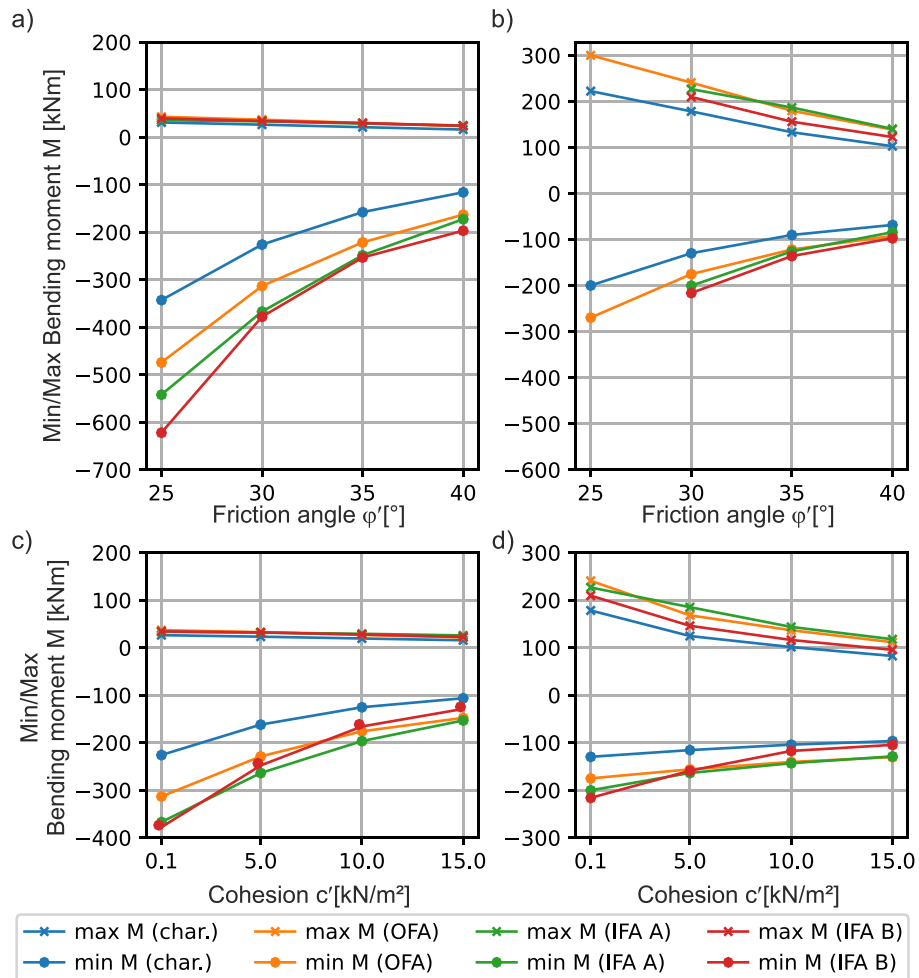 a)
b)
200
100
0
−100
−200
−300
−400
−500
−600
−700
Min/Max Bending moment M [kNm]
25 30 35 40
Friction angle φ′[°]
300
200
100
0
−100
−200
−300
−400
−500
−600
25 30 35 40
Friction angle φ′[°]
c)
d)
200
100
0
−100
−200
−300
−400
Min/Max
Bending moment M [kNm]
0.1 5.0 10.0 15.0
Cohesion c′[kN/m²]
300
200
100
0
−100
−200
−300
0.1 5.0 10.0 15.0
Cohesion c′[kN/m²]
max M (char.) max M (OFA) max M (IFA A) max M (IFA B)
min M (char.) min M (OFA) min M (IFA A) min M (IFA B)